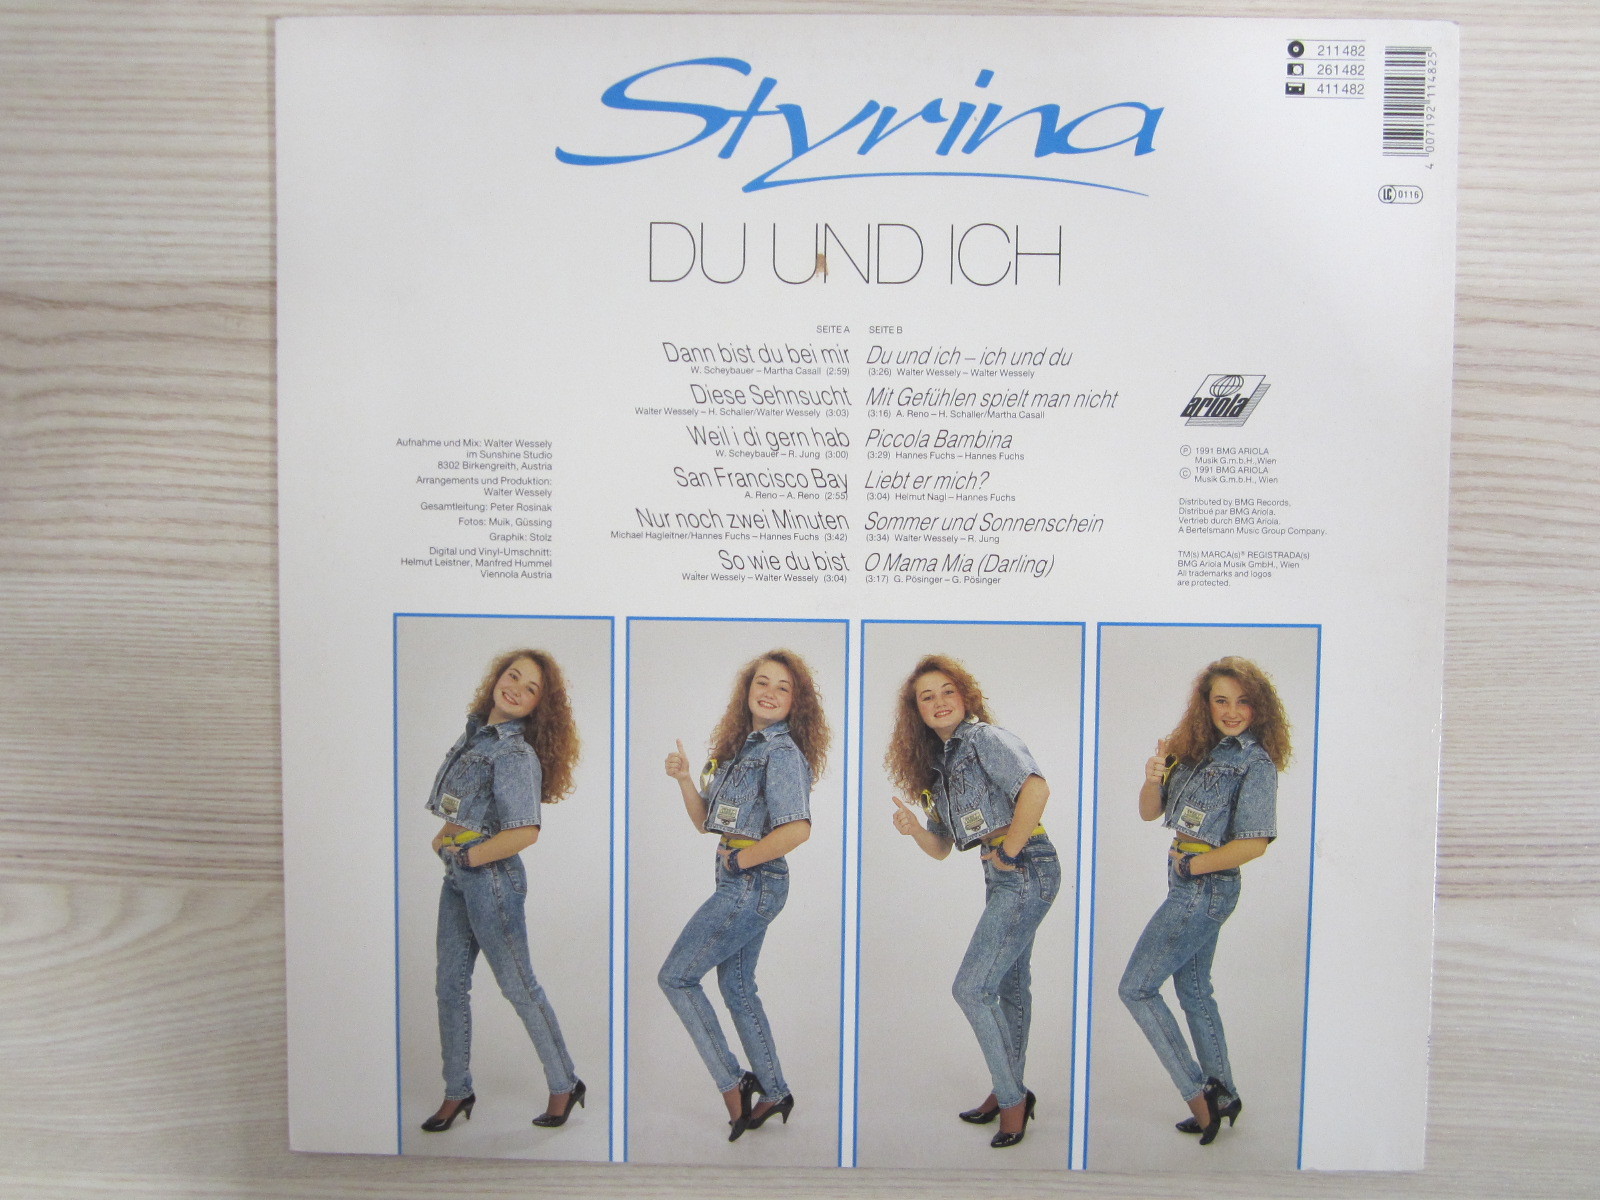 Styrina
DU UND ICH
211 482
261 482
411 482
4 007192 114825
LC 0116
SEITE A
Dann bist du bei mir
W. Scheybauer – Martha Casall (2:59)
Diese Sehnsucht
Walter Wessely – H. Schaller/Walter Wessely (3:03)
Weil i di gern hab
W. Scheybauer – R. Jung (3:00)
San Francisco Bay
A. Reno – A. Reno (2:55)
Nur noch zwei Minuten
Michael Hagleitner/Hannes Fuchs – Hannes Fuchs (3:42)
So wie du bist
Walter Wessely – Walter Wessely (3:04)
SEITE B
Du und ich – ich und du
(3:26) Walter Wessely – Walter Wessely
Mit Gefühlen spielt man nicht
(3:16) A. Reno – H. Schaller/Martha Casall
Piccola Bambina
(3:29) Hannes Fuchs – Hannes Fuchs
Liebt er mich?
(3:04) Helmut Nagl – Hannes Fuchs
Sommer und Sonnenschein
(3:34) Walter Wessely – R. Jung
O Mama Mia (Darling)
(3:17) G. Pösinger – G. Pösinger
Aufnahme und Mix: Walter Wessely
im Sunshine Studio
8302 Birkengreith, Austria
Arrangements und Produktion:
Walter Wessely
Gesamtleitung: Peter Rosinak
Fotos: Muik, Güssing
Graphik: Stolz
Digital und Vinyl-Umschnitt:
Helmut Leistner, Manfred Hummel
Viennola Austria
ariola
Ⓟ 1991 BMG ARIOLA
Musik G.m.b.H., Wien
© 1991 BMG ARIOLA
Musik G.m.b.H., Wien
Distributed by BMG Records,
Distribué par BMG Ariola,
Vertrieb durch BMG Ariola.
A Bertelsmann Music Group Company.
TM(s) MARCA(s)® REGISTRADA(s)
BMG Ariola Musik GmbH., Wien
All trademarks and logos
are protected.